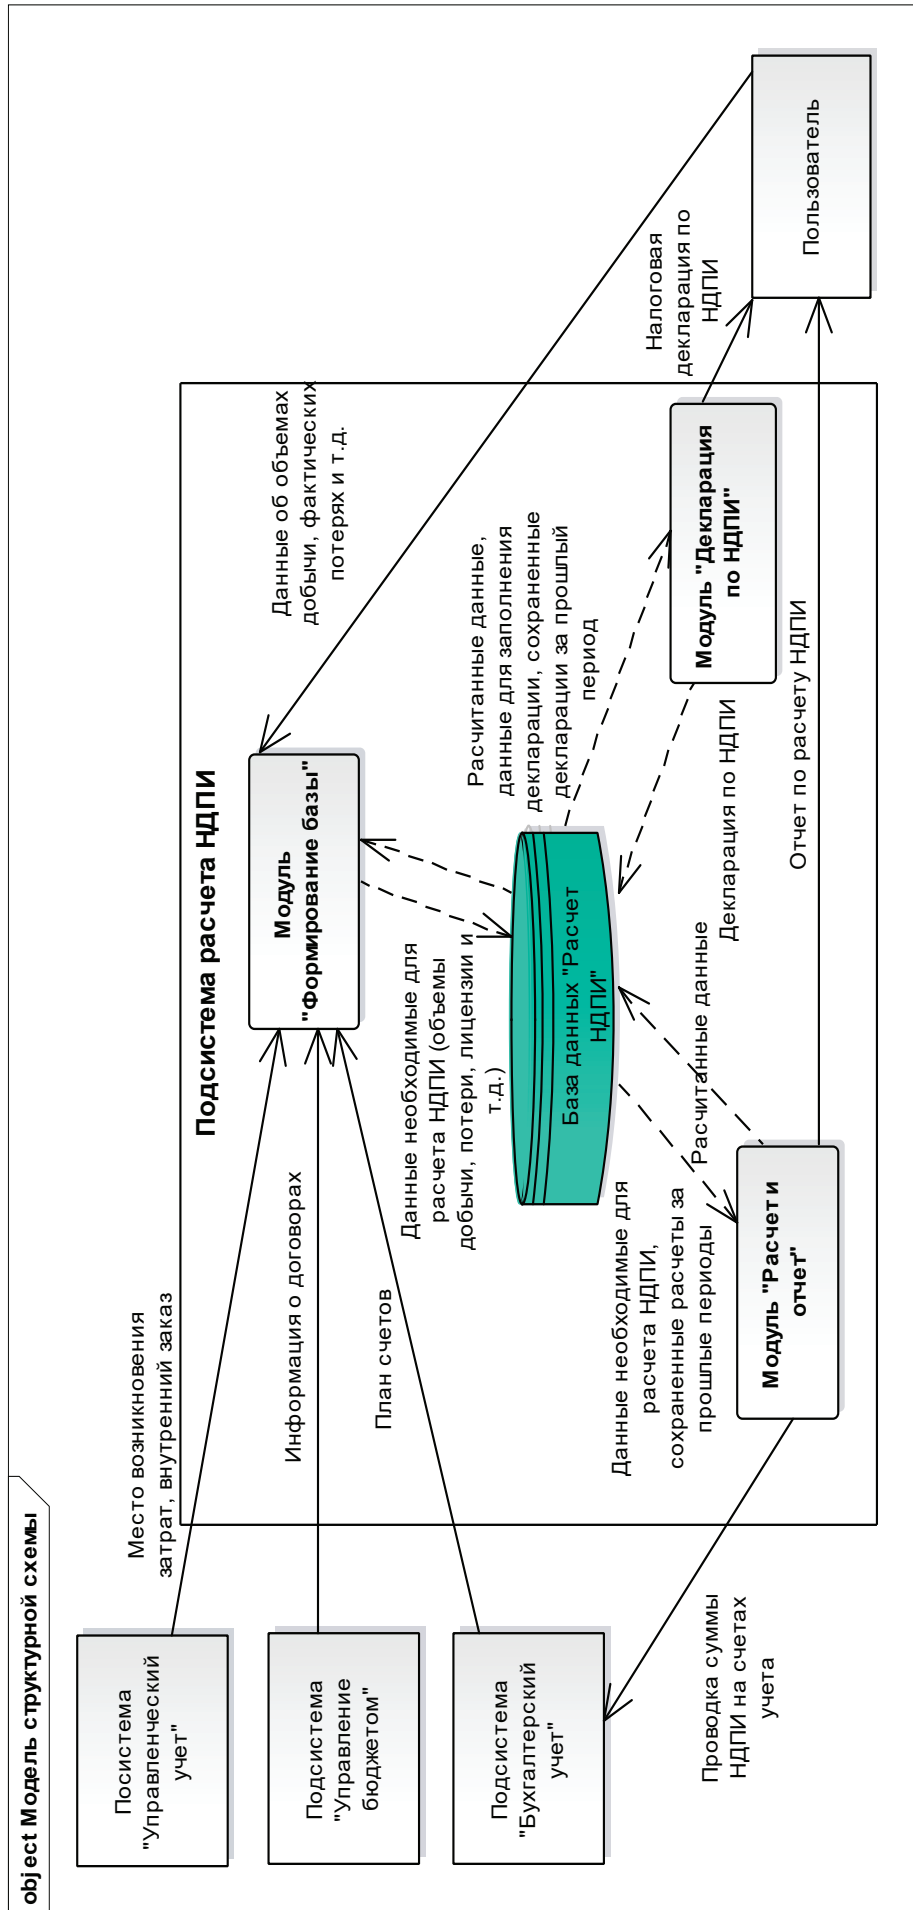 object Модель структурной схемы
Посистема
"Управленческий
учет"
Подсистема
"Управление
бюджетом"
Подсистема
"Бухгалтерский
учет"
Место возникновения
затрат, внутренний заказ
Информация о договорах
План счетов
Проводка суммы
НДПИ на счетах
учета
Подсистема расчета НДПИ
Модуль
"Формирование базы"
Данные необходимые для
расчета НДПИ (объемы
добычи, потери, лицензии и
т.д.)
База данных "Расчет
НДПИ"
Данные необходимые для
расчета НДПИ,
сохраненные расчеты за
прошлые периоды
Расчитанные данные
Модуль "Расчет и
отчет"
Данные об объемах
добычи, фактических
потерях и т.д.
Расчитанные данные,
данные для заполнения
декларации, сохраненные
декларации за прошлый
период
Декларация по НДПИ
Модуль "Декларация
по НДПИ"
Отчет по расчету НДПИ
Налоговая
декларация по
НДПИ
Пользователь